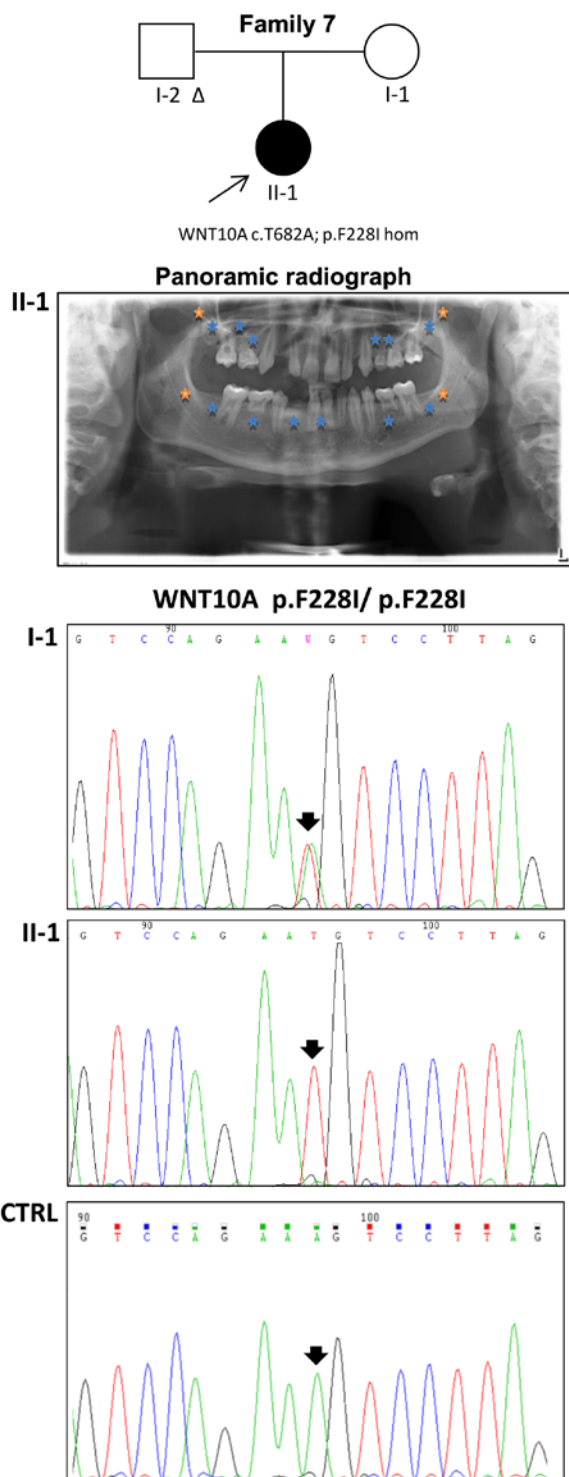 Family 7
I-2 Δ
I-1
II-1
WNT10A c.T682A; p.F228I hom
Panoramic radiograph
II-1
L
WNT10A p.F228I/ p.F228I
I-1
90 100
G T C C A G A A W G T C C T T A G
II-1
90 100
G T C C A G A A T G T C C T T A G
CTRL
90 100
G T C C A G A A A G T C C T T A G